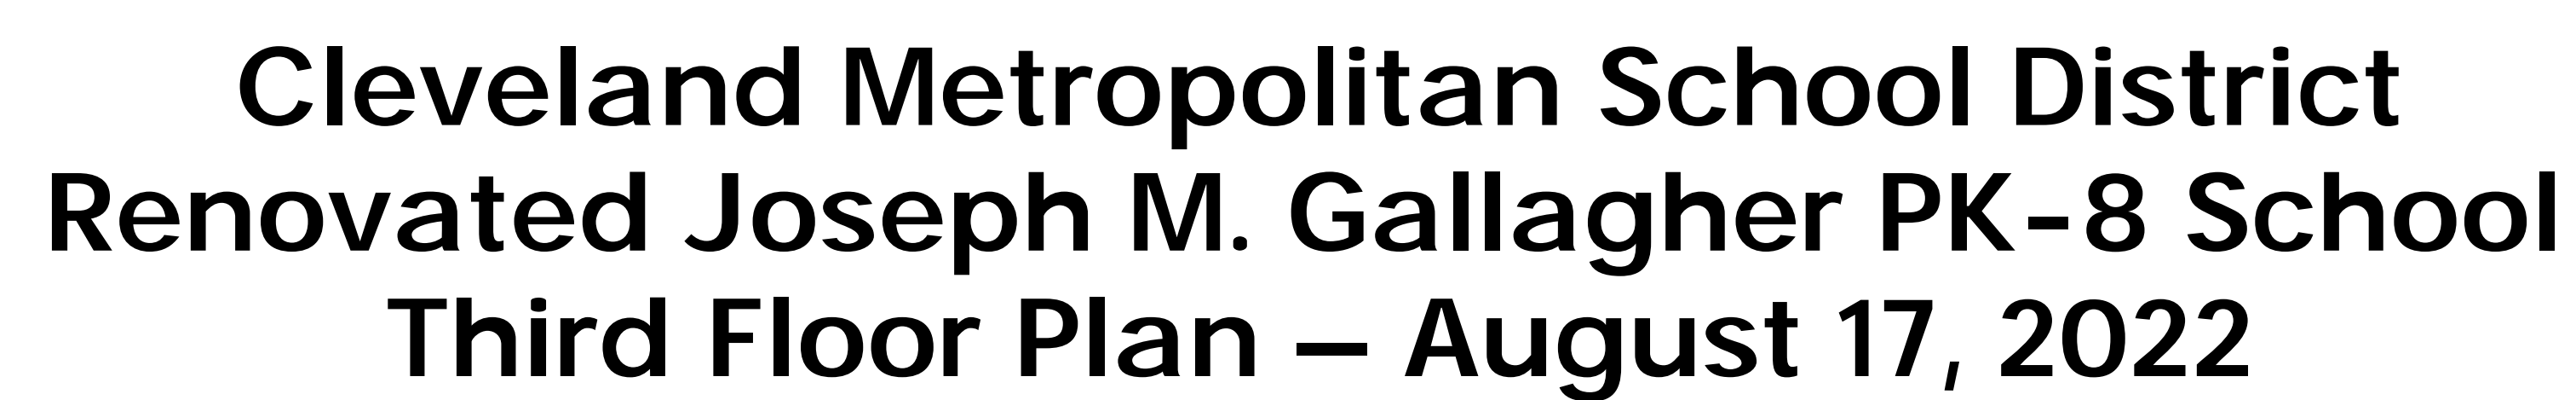 Cleveland Metropolitan School District
Renovated Joseph M. Gallagher PK-8 School
Third Floor Plan — August 17, 2022